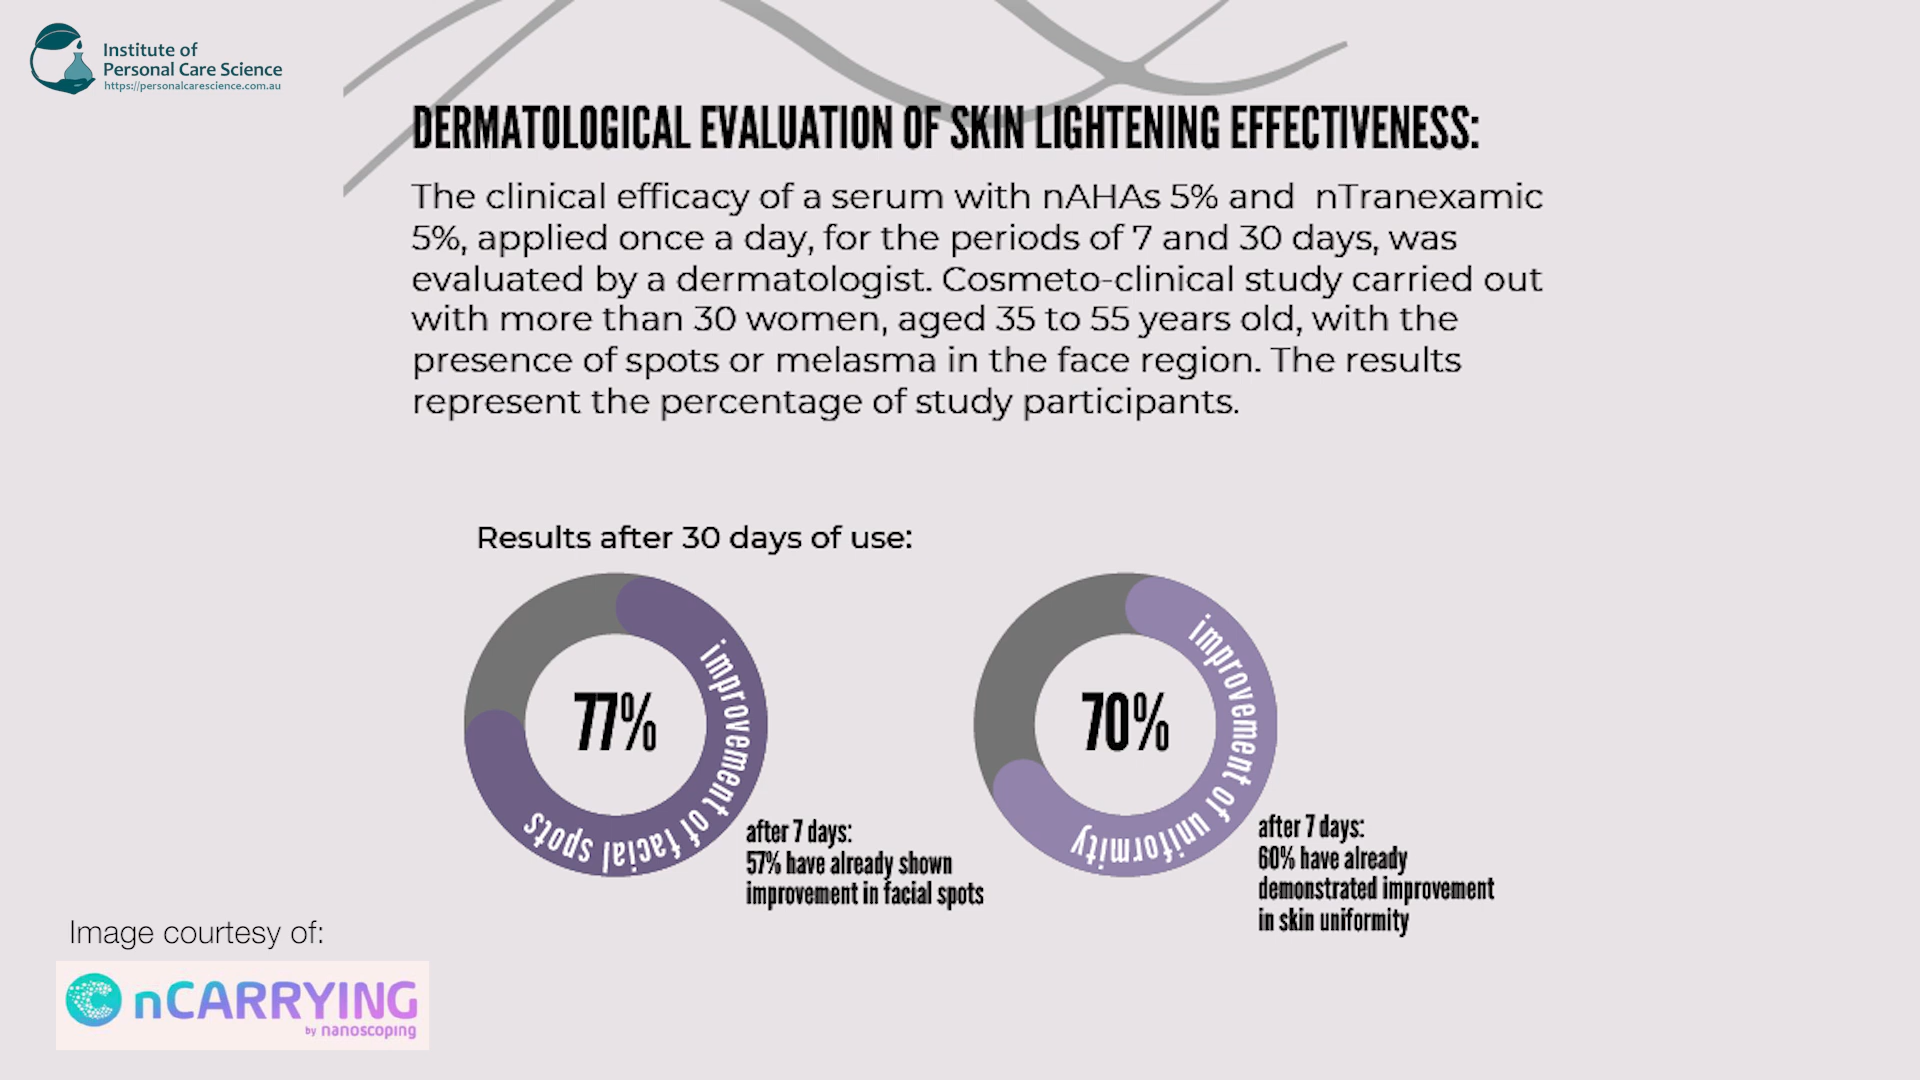 Institute of
Personal Care Science
https://personalcarescience.com.au
DERMATOLOGICAL EVALUATION OF SKIN LIGHTENING EFFECTIVENESS:
The clinical efficacy of a serum with nAHAs 5% and nTranexamic
5%, applied once a day, for the periods of 7 and 30 days, was
evaluated by a dermatologist. Cosmeto-clinical study carried out
with more than 30 women, aged 35 to 55 years old, with the
presence of spots or melasma in the face region. The results
represent the percentage of study participants.
Results after 30 days of use:
77%
improvement of facial spots
after 7 days:
57% have already shown
improvement in facial spots
70%
improvement of uniformity
after 7 days:
60% have already
demonstrated improvement
in skin uniformity
Image courtesy of:
nCARRYING
by nanoscoping